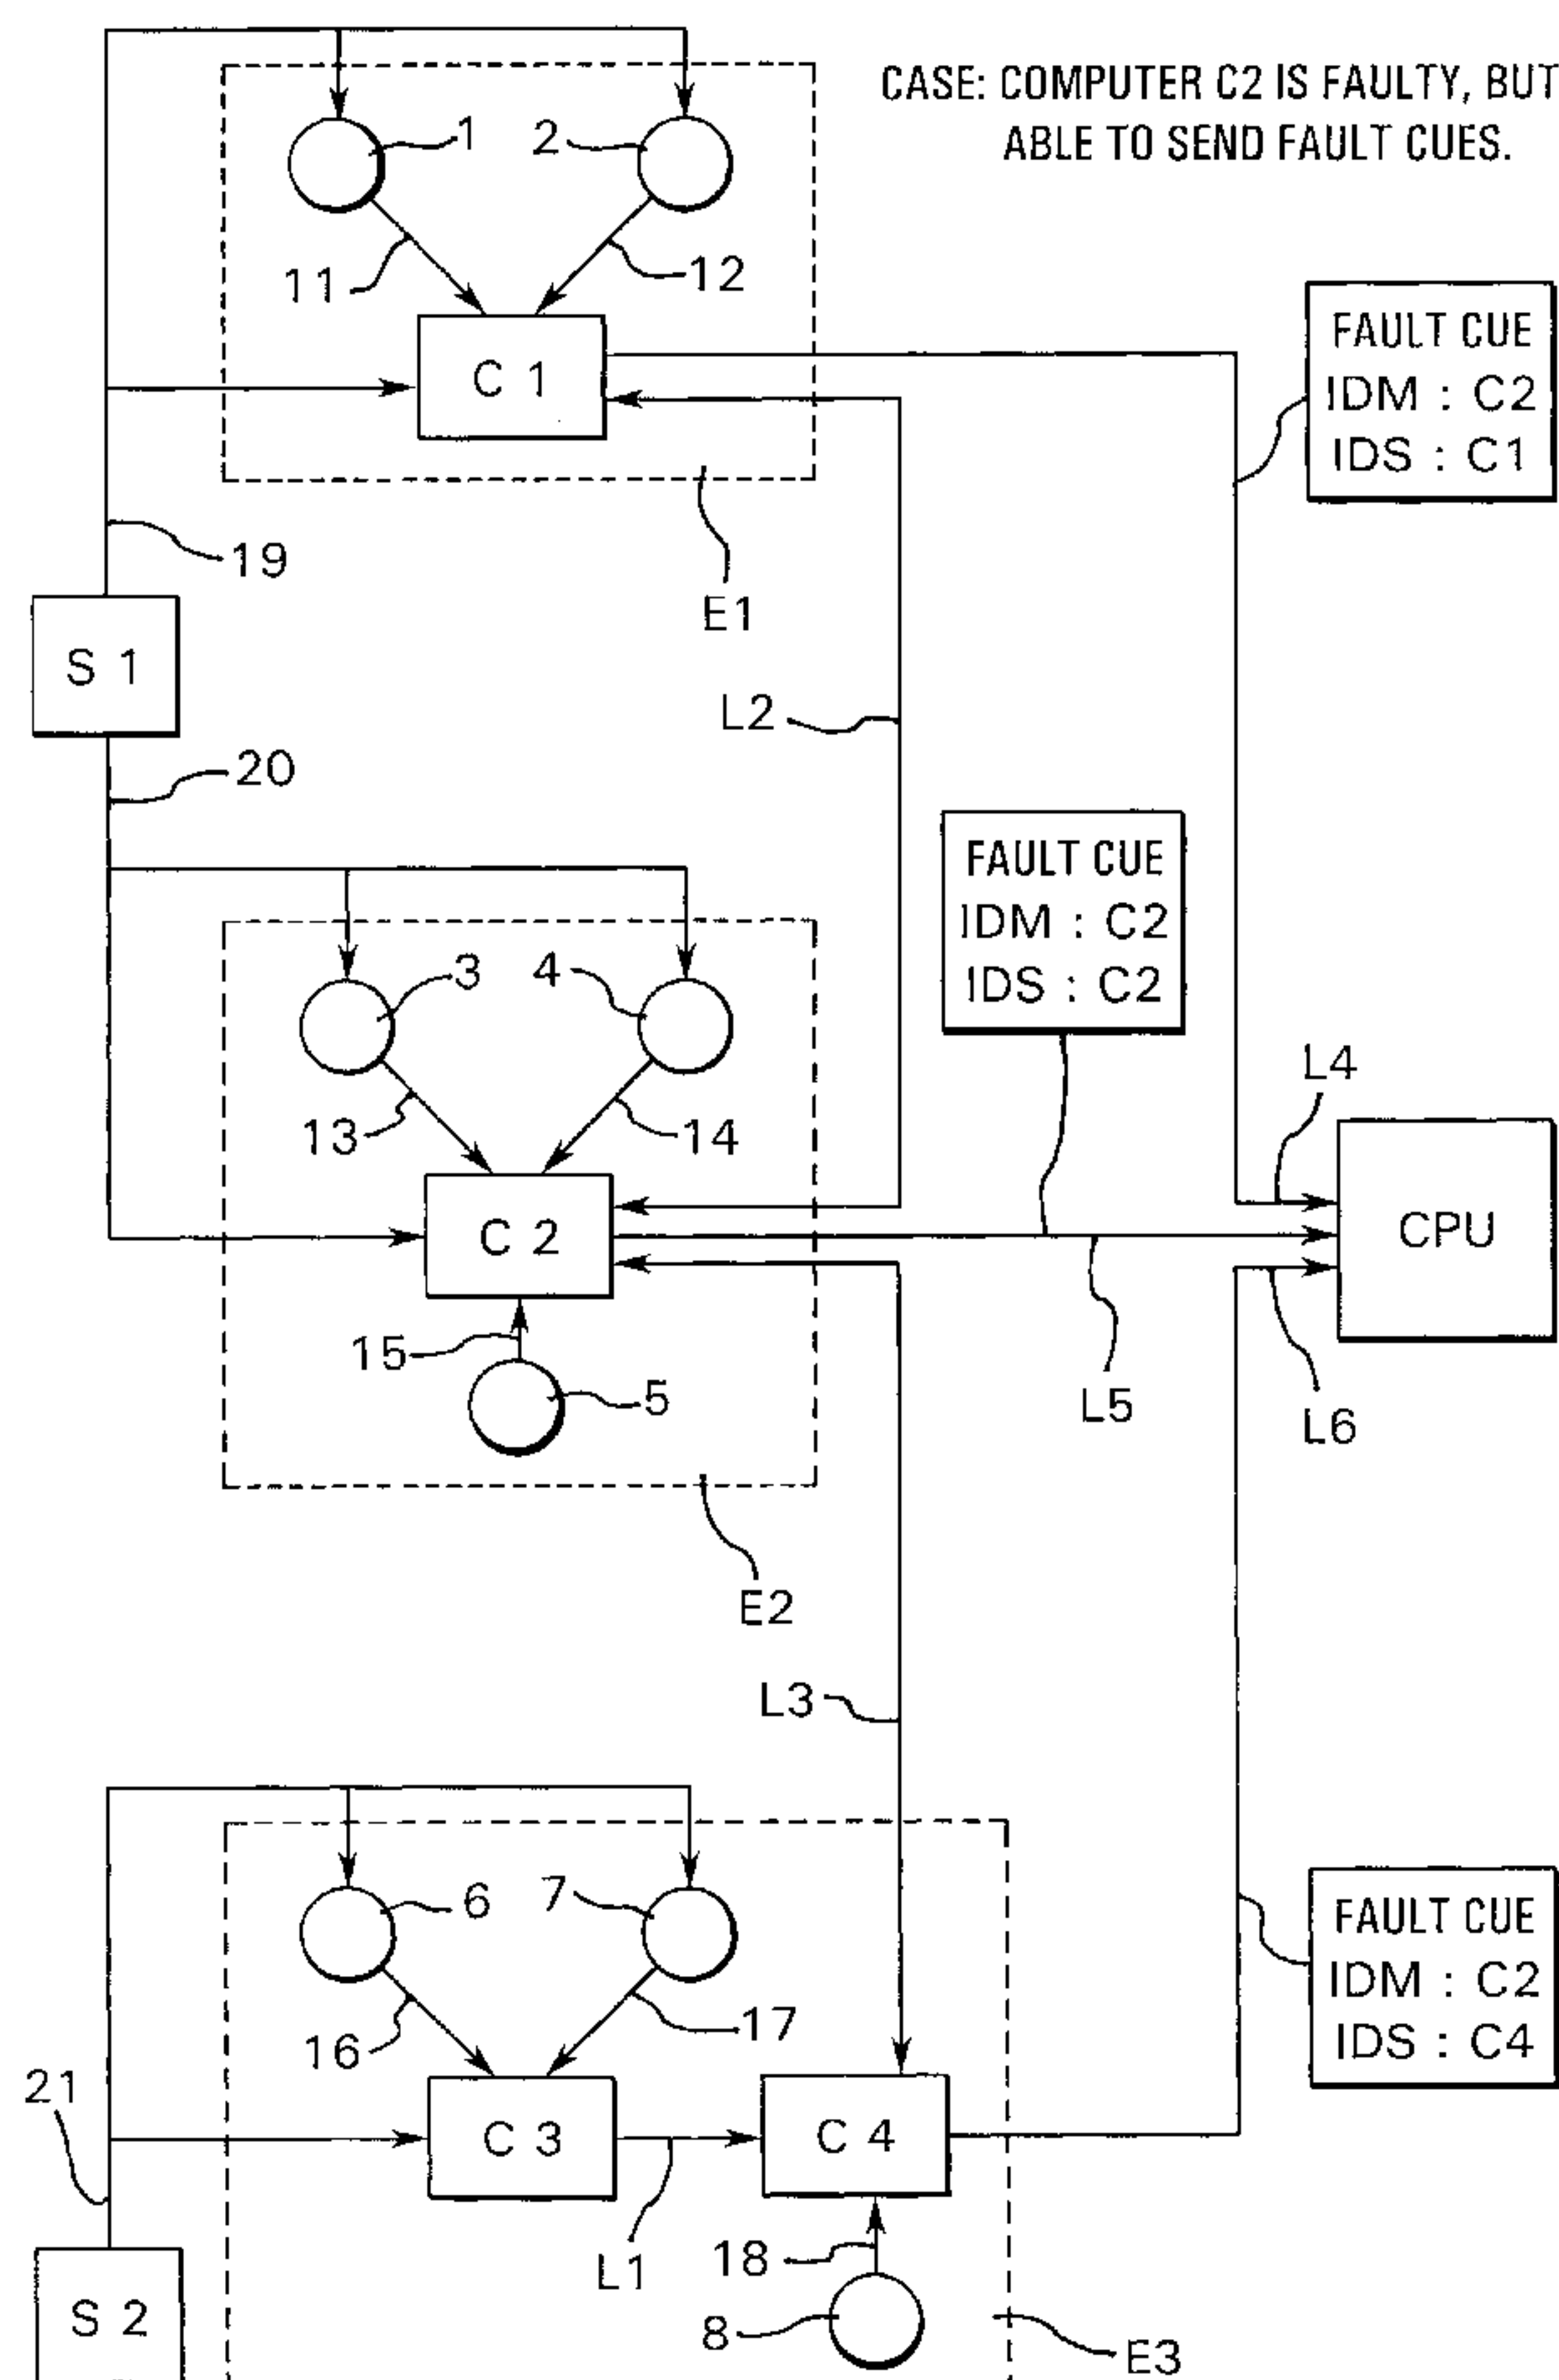 CASE: COMPUTER C2 IS FAULTY, BUT
ABLE TO SEND FAULT CUES.
1
2
11
12
C 1
FAULT CUE
IDM : C2
IDS : C1
19
E1
S 1
L2
20
FAULT CUE
IDM : C2
IDS : C2
3
4
13
14
L4
C 2
CPU
15
5
L5
L6
E2
L3
6
7
FAULT CUE
IDM : C2
IDS : C4
16
17
21
C 3
C 4
L1
18
S 2
8
E3